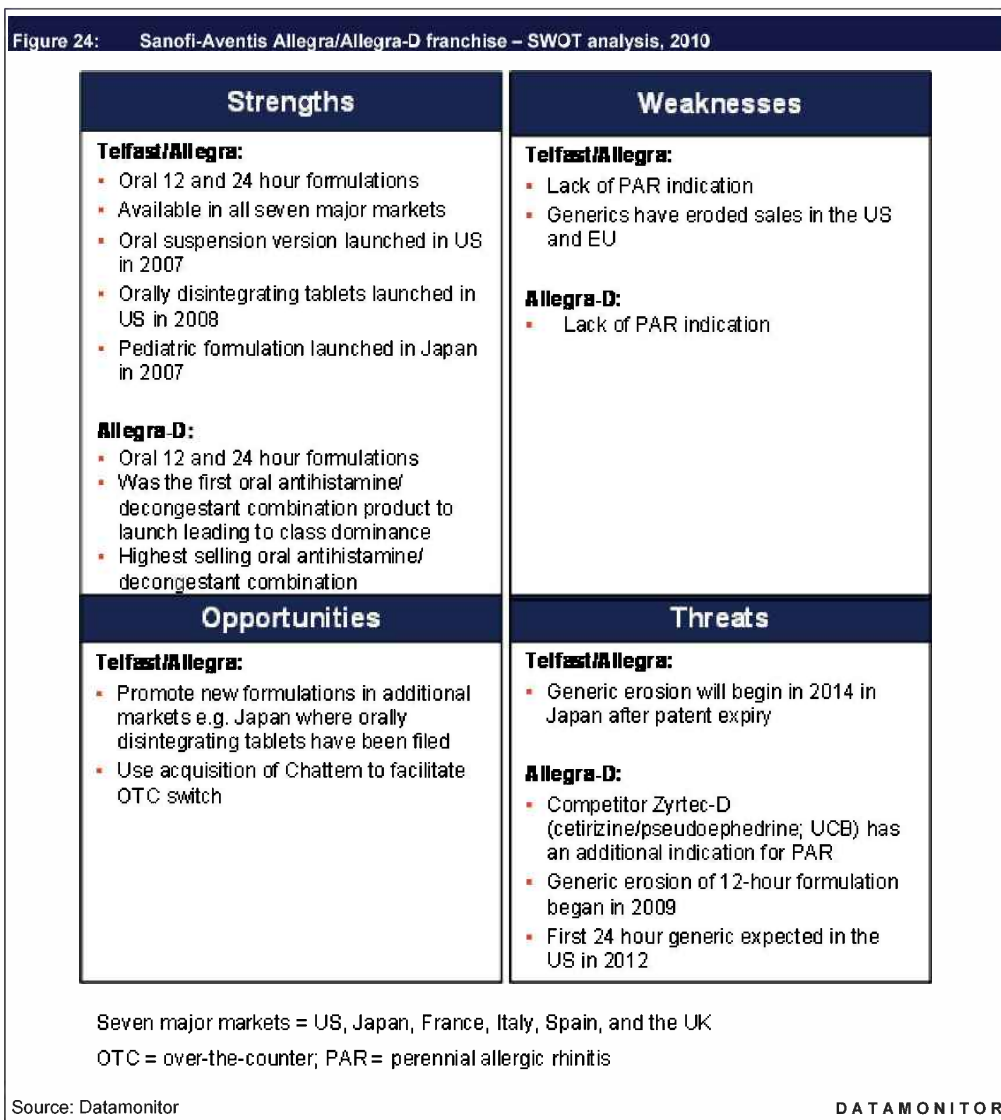 Figure 24: Sanofi-Aventis Allegra/Allegra-D franchise – SWOT analysis, 2010
Strengths
Telfast/Allegra:
▪ Oral 12 and 24 hour formulations
▪ Available in all seven major markets
▪ Oral suspension version launched in US
in 2007
▪ Orally disintegrating tablets launched in
US in 2008
▪ Pediatric formulation launched in Japan
in 2007
Allegra-D:
▪ Oral 12 and 24 hour formulations
▪ Was the first oral antihistamine/
decongestant combination product to
launch leading to class dominance
▪ Highest selling oral antihistamine/
decongestant combination
Weaknesses
Telfast/Allegra:
▪ Lack of PAR indication
▪ Generics have eroded sales in the US
and EU
Allegra-D:
▪ Lack of PAR indication
Opportunities
Telfast/Allegra:
▪ Promote new formulations in additional
markets e.g. Japan where orally
disintegrating tablets have been filed
▪ Use acquisition of Chattem to facilitate
OTC switch
Threats
Telfast/Allegra:
▪ Generic erosion will begin in 2014 in
Japan after patent expiry
Allegra-D:
▪ Competitor Zyrtec-D
(cetirizine/pseudoephedrine; UCB) has
an additional indication for PAR
▪ Generic erosion of 12-hour formulation
began in 2009
▪ First 24 hour generic expected in the
US in 2012
Seven major markets = US, Japan, France, Italy, Spain, and the UK
OTC = over-the-counter; PAR = perennial allergic rhinitis
Source: Datamonitor
DATAMONITOR